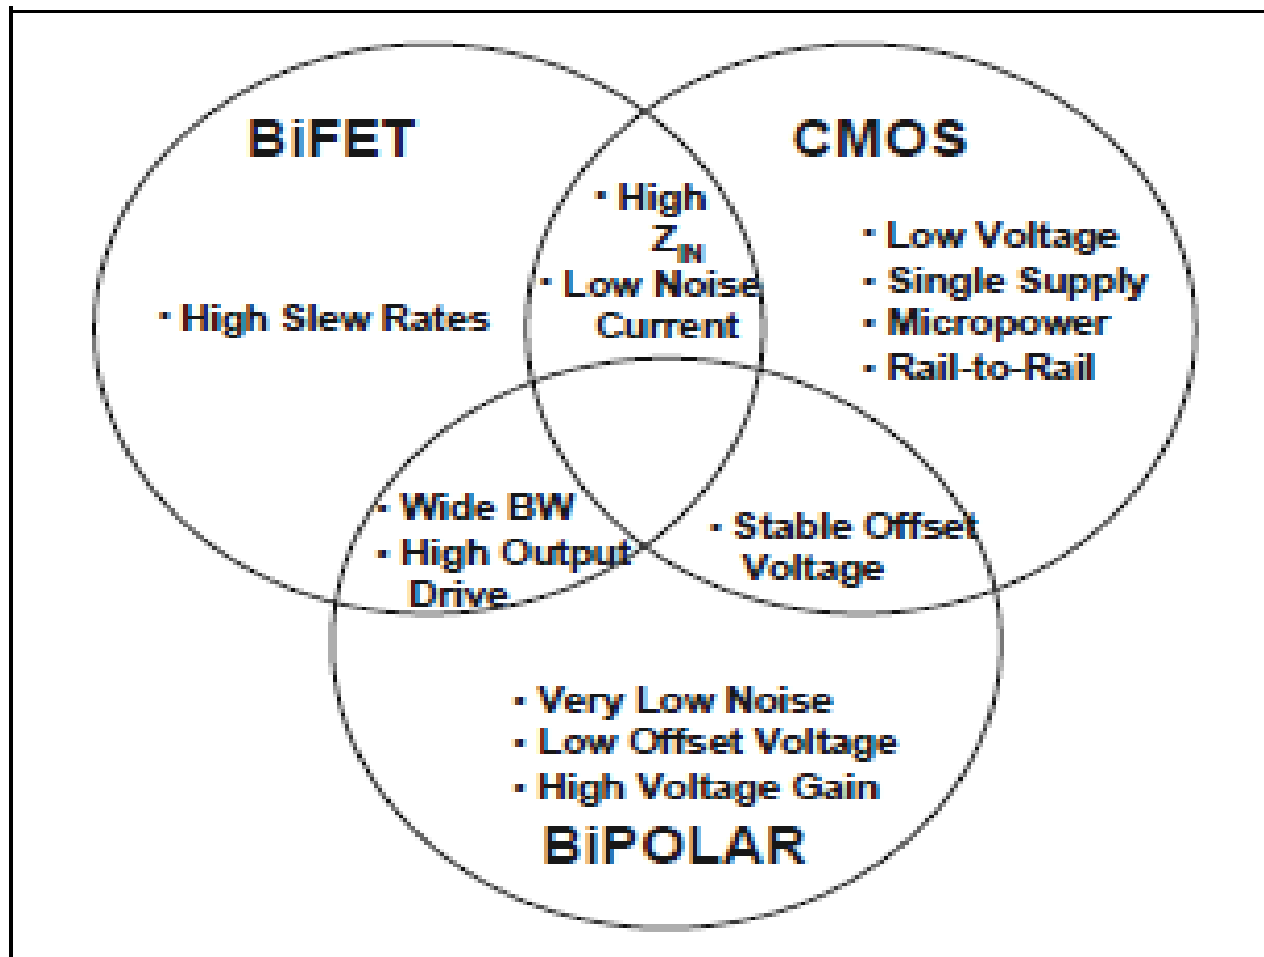 BiFET
CMOS
· High
Z_IN
· Low Noise
Current
· High Slew Rates
· Low Voltage
· Single Supply
· Micropower
· Rail-to-Rail
· Wide BW
· High Output
Drive
· Stable Offset
Voltage
· Very Low Noise
· Low Offset Voltage
· High Voltage Gain
BiPOLAR